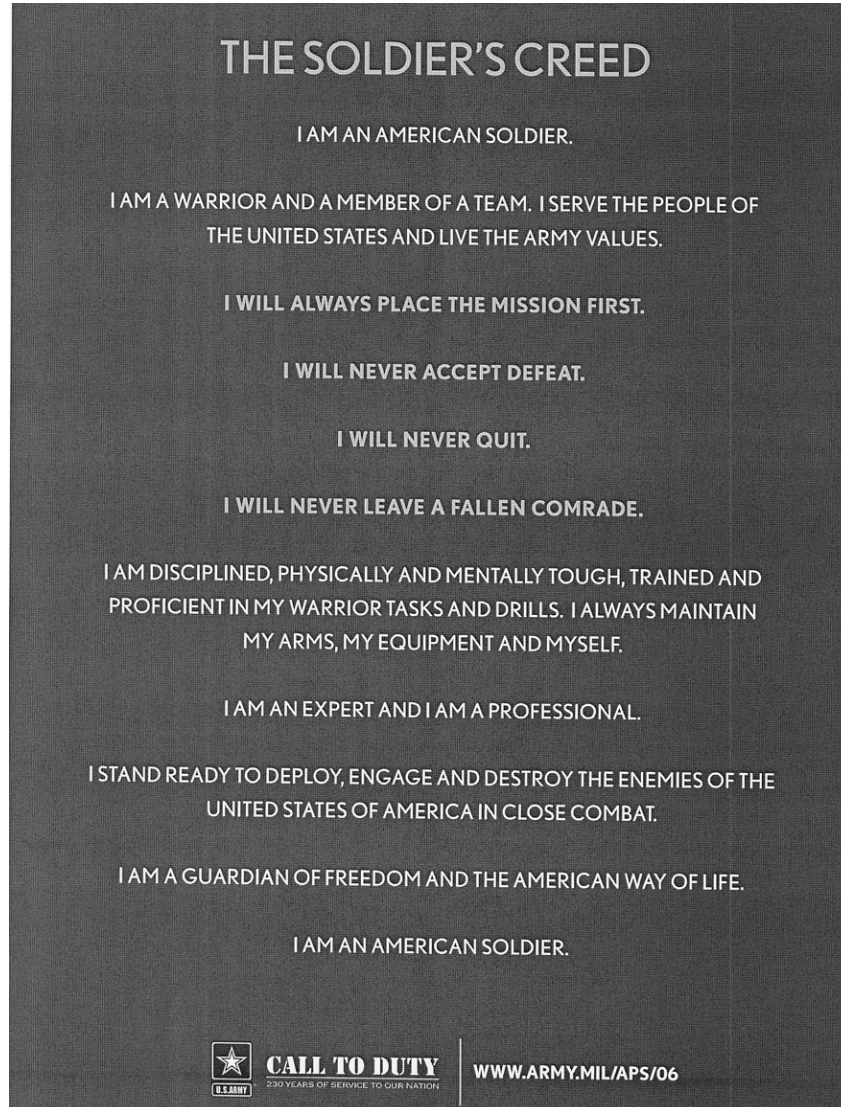 THE SOLDIER'S CREED
I AM AN AMERICAN SOLDIER.
I AM A WARRIOR AND A MEMBER OF A TEAM. I SERVE THE PEOPLE OF
THE UNITED STATES AND LIVE THE ARMY VALUES.
I WILL ALWAYS PLACE THE MISSION FIRST.
I WILL NEVER ACCEPT DEFEAT.
I WILL NEVER QUIT.
I WILL NEVER LEAVE A FALLEN COMRADE.
I AM DISCIPLINED, PHYSICALLY AND MENTALLY TOUGH, TRAINED AND
PROFICIENT IN MY WARRIOR TASKS AND DRILLS. I ALWAYS MAINTAIN
MY ARMS, MY EQUIPMENT AND MYSELF.
I AM AN EXPERT AND I AM A PROFESSIONAL.
I STAND READY TO DEPLOY, ENGAGE AND DESTROY THE ENEMIES OF THE
UNITED STATES OF AMERICA IN CLOSE COMBAT.
I AM A GUARDIAN OF FREEDOM AND THE AMERICAN WAY OF LIFE.
I AM AN AMERICAN SOLDIER.
U.S.ARMY
CALL TO DUTY
230 YEARS OF SERVICE TO OUR NATION
WWW.ARMY.MIL/APS/06